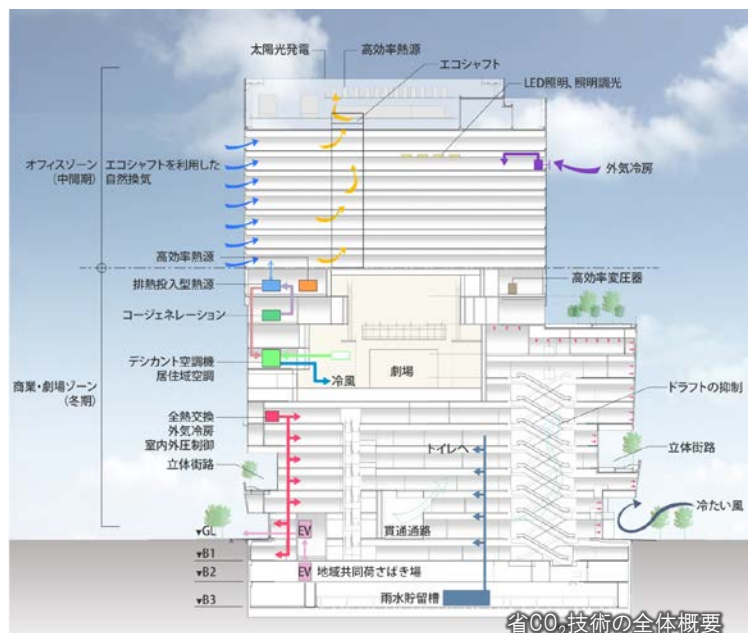 太陽光発電
高効率熱源
エコシャフト
LED照明、照明調光
オフィスゾーン
(中間期)
エコシャフトを利用した
自然換気
外気冷房
高効率熱源
排熱投入型熱源
高効率変圧器
コージェネレーション
デシカント空調機
居住域空調
冷風
劇場
商業・劇場ゾーン
(冬期)
ドラフトの抑制
全熱交換
外気冷房
室内外圧制御
立体街路
トイレへ
立体街路
冷たい風
▼GL
EV
貫通通路
▼B1
▼B2
EV
地域共同荷さばき場
▼B3
雨水貯留槽
省CO₂技術の全体概要